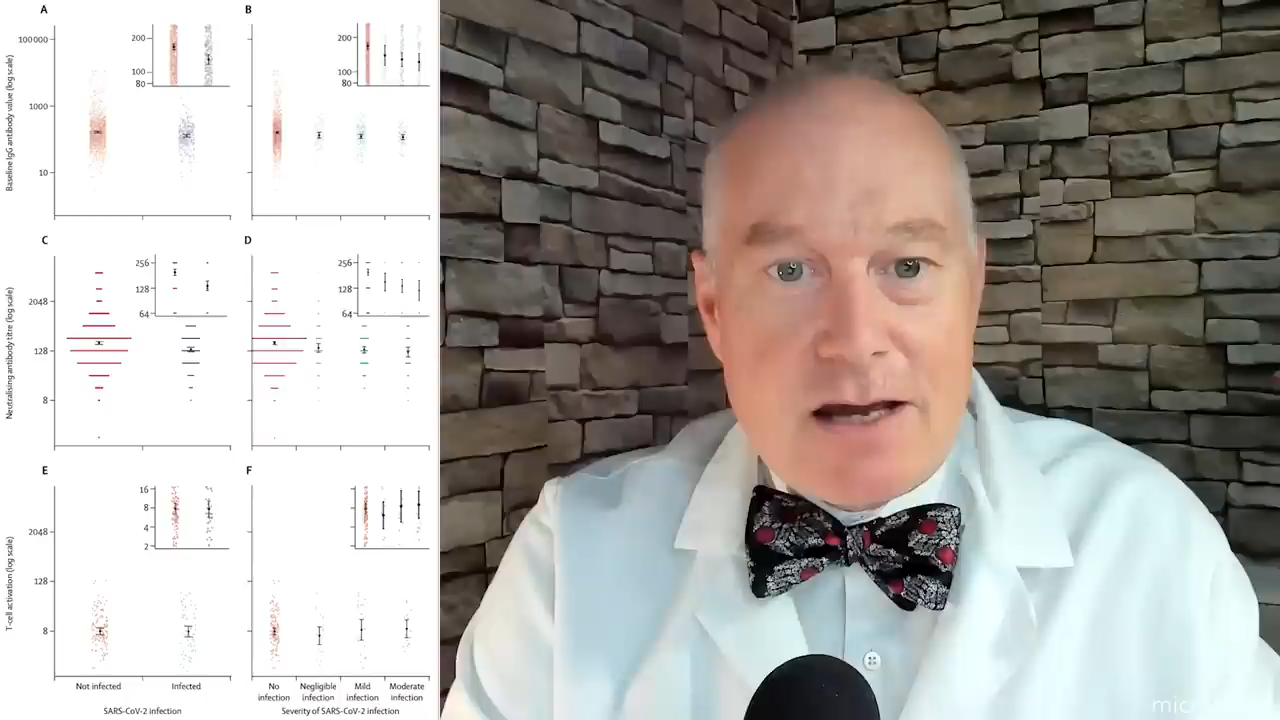 A
B
Baseline IgG antibody value (log scale)
100 000
1000
10
200
100
80
200
100
80
C
D
Neutralising antibody titre (log scale)
2048
128
8
256
128
64
256
128
64
E
F
T-cell activation (log scale)
2048
128
8
16
8
4
2
Not infected
Infected
No infection
Negligible infection
Mild infection
Moderate infection
SARS-CoV-2 infection
Severity of SARS-CoV-2 infection